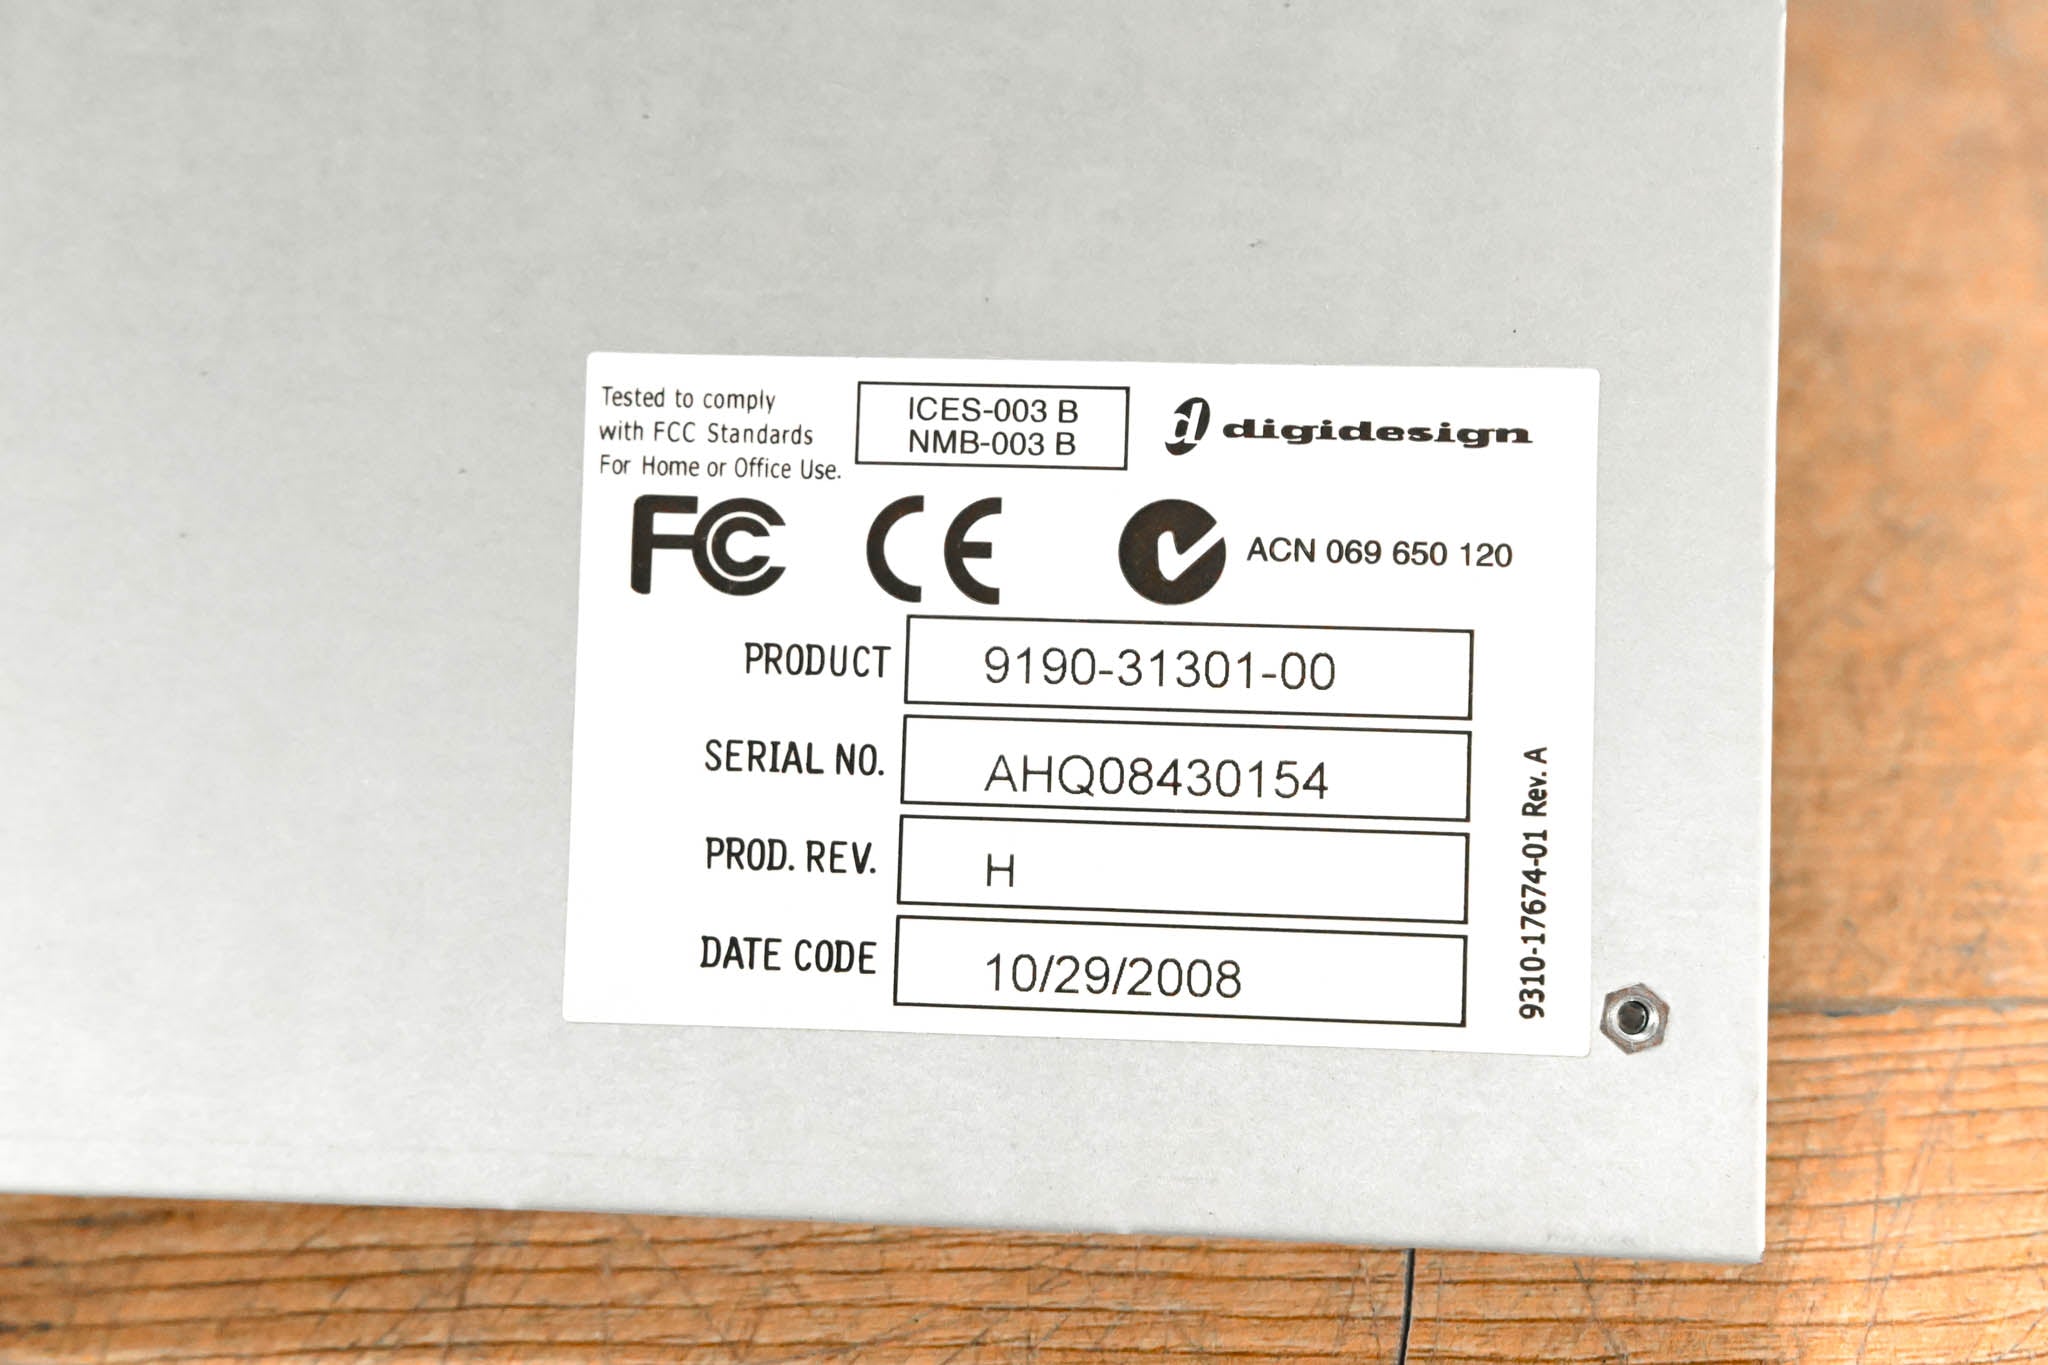 Tested to comply
with FCC Standards
For Home or Office Use.
ICES-003 B
NMB-003 B
digidesign
FC CE
ACN 069 650 120
PRODUCT 9190-31301-00
SERIAL NO. AHQ08430154
PROD. REV. H
DATE CODE 10/29/2008
9310-17674-01 Rev. A